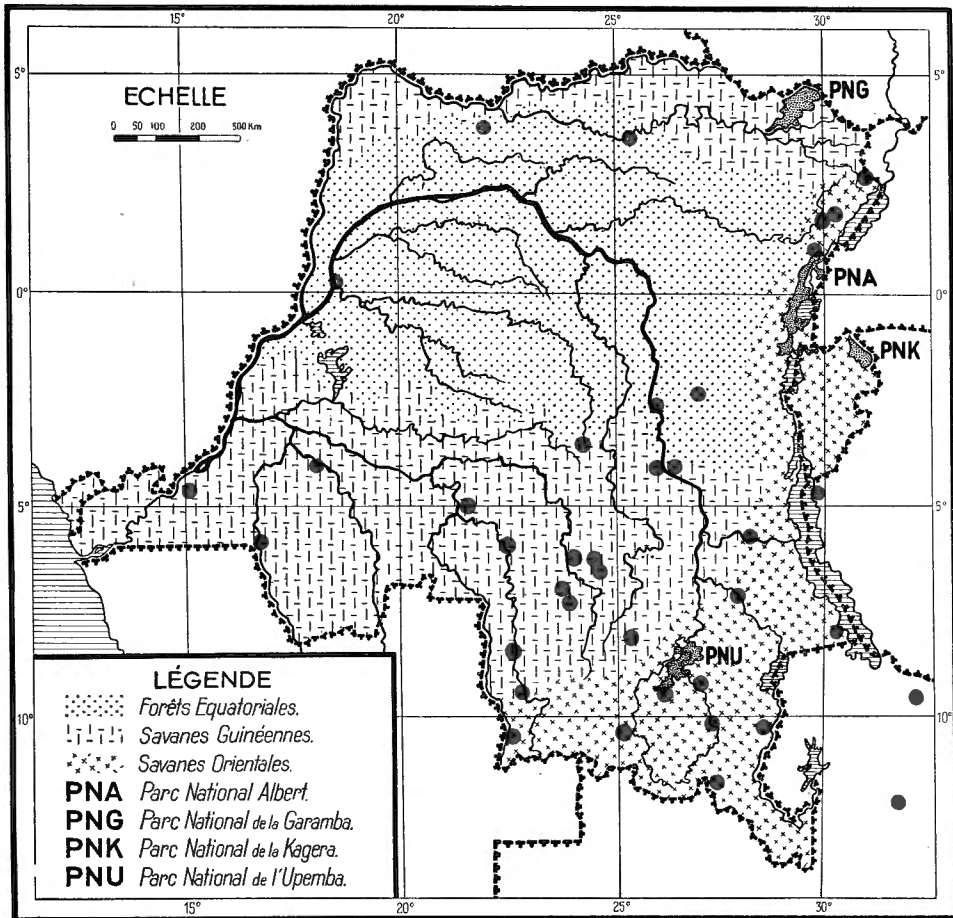 15° 20° 25° 30°
5° 5°
ECHELLE
0 50 100 200 300 Km
PNG
PNA
0° 0°
PNK
5° 5°
PNU
10° 10°
LÉGENDE
Forêts Equatoriales.
Savanes Guinéennes.
Savanes Orientales.
PNA Parc National Albert.
PNG Parc National de la Garamba.
PNK Parc National de la Kagera.
PNU Parc National de l'Upemba.
15° 20° 25° 30°